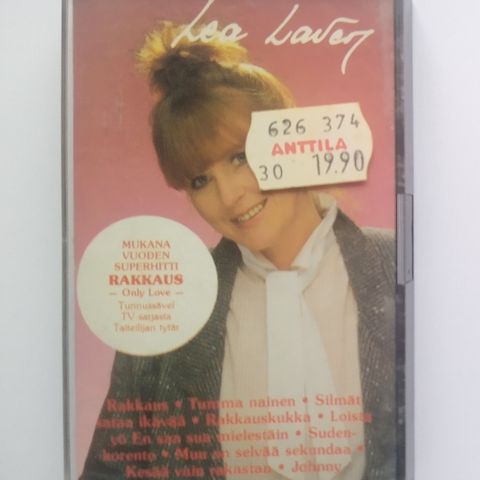 Lea Laven
626 374
ANTTILA
30 19.90
MUKANA
VUODEN
SUPERHITTI
RAKKAUS
– Only Love –
Tunnussävel
TV-sarjasta
Taiteilijan tytär
Rakkaus • Tumma nainen • Silmät
sataa ikävää • Rakkauskukka • Loista
yö En saa sua mielestäin • Suden-
korento • Muu on selvää sekundaa •
Kesää vain rakastan • Johnny